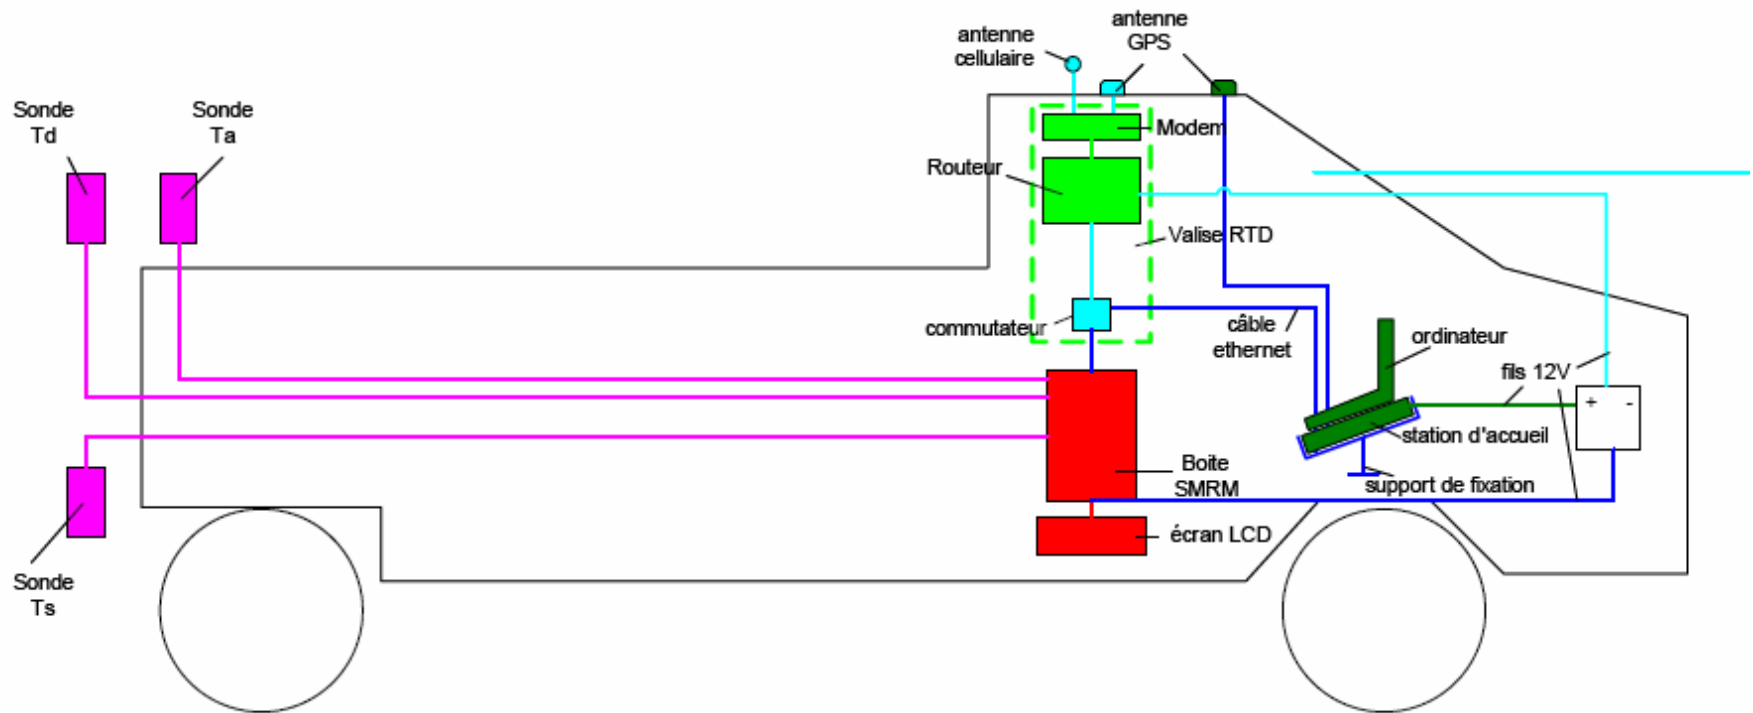 antenne
cellulaire
antenne
GPS
Sonde
Td
Sonde
Ta
Modem
Routeur
Valise RTD
commutateur
câble
ethernet
ordinateur
fils 12V
+ -
station d'accueil
Boite
SMRM
support de fixation
écran LCD
Sonde
Ts